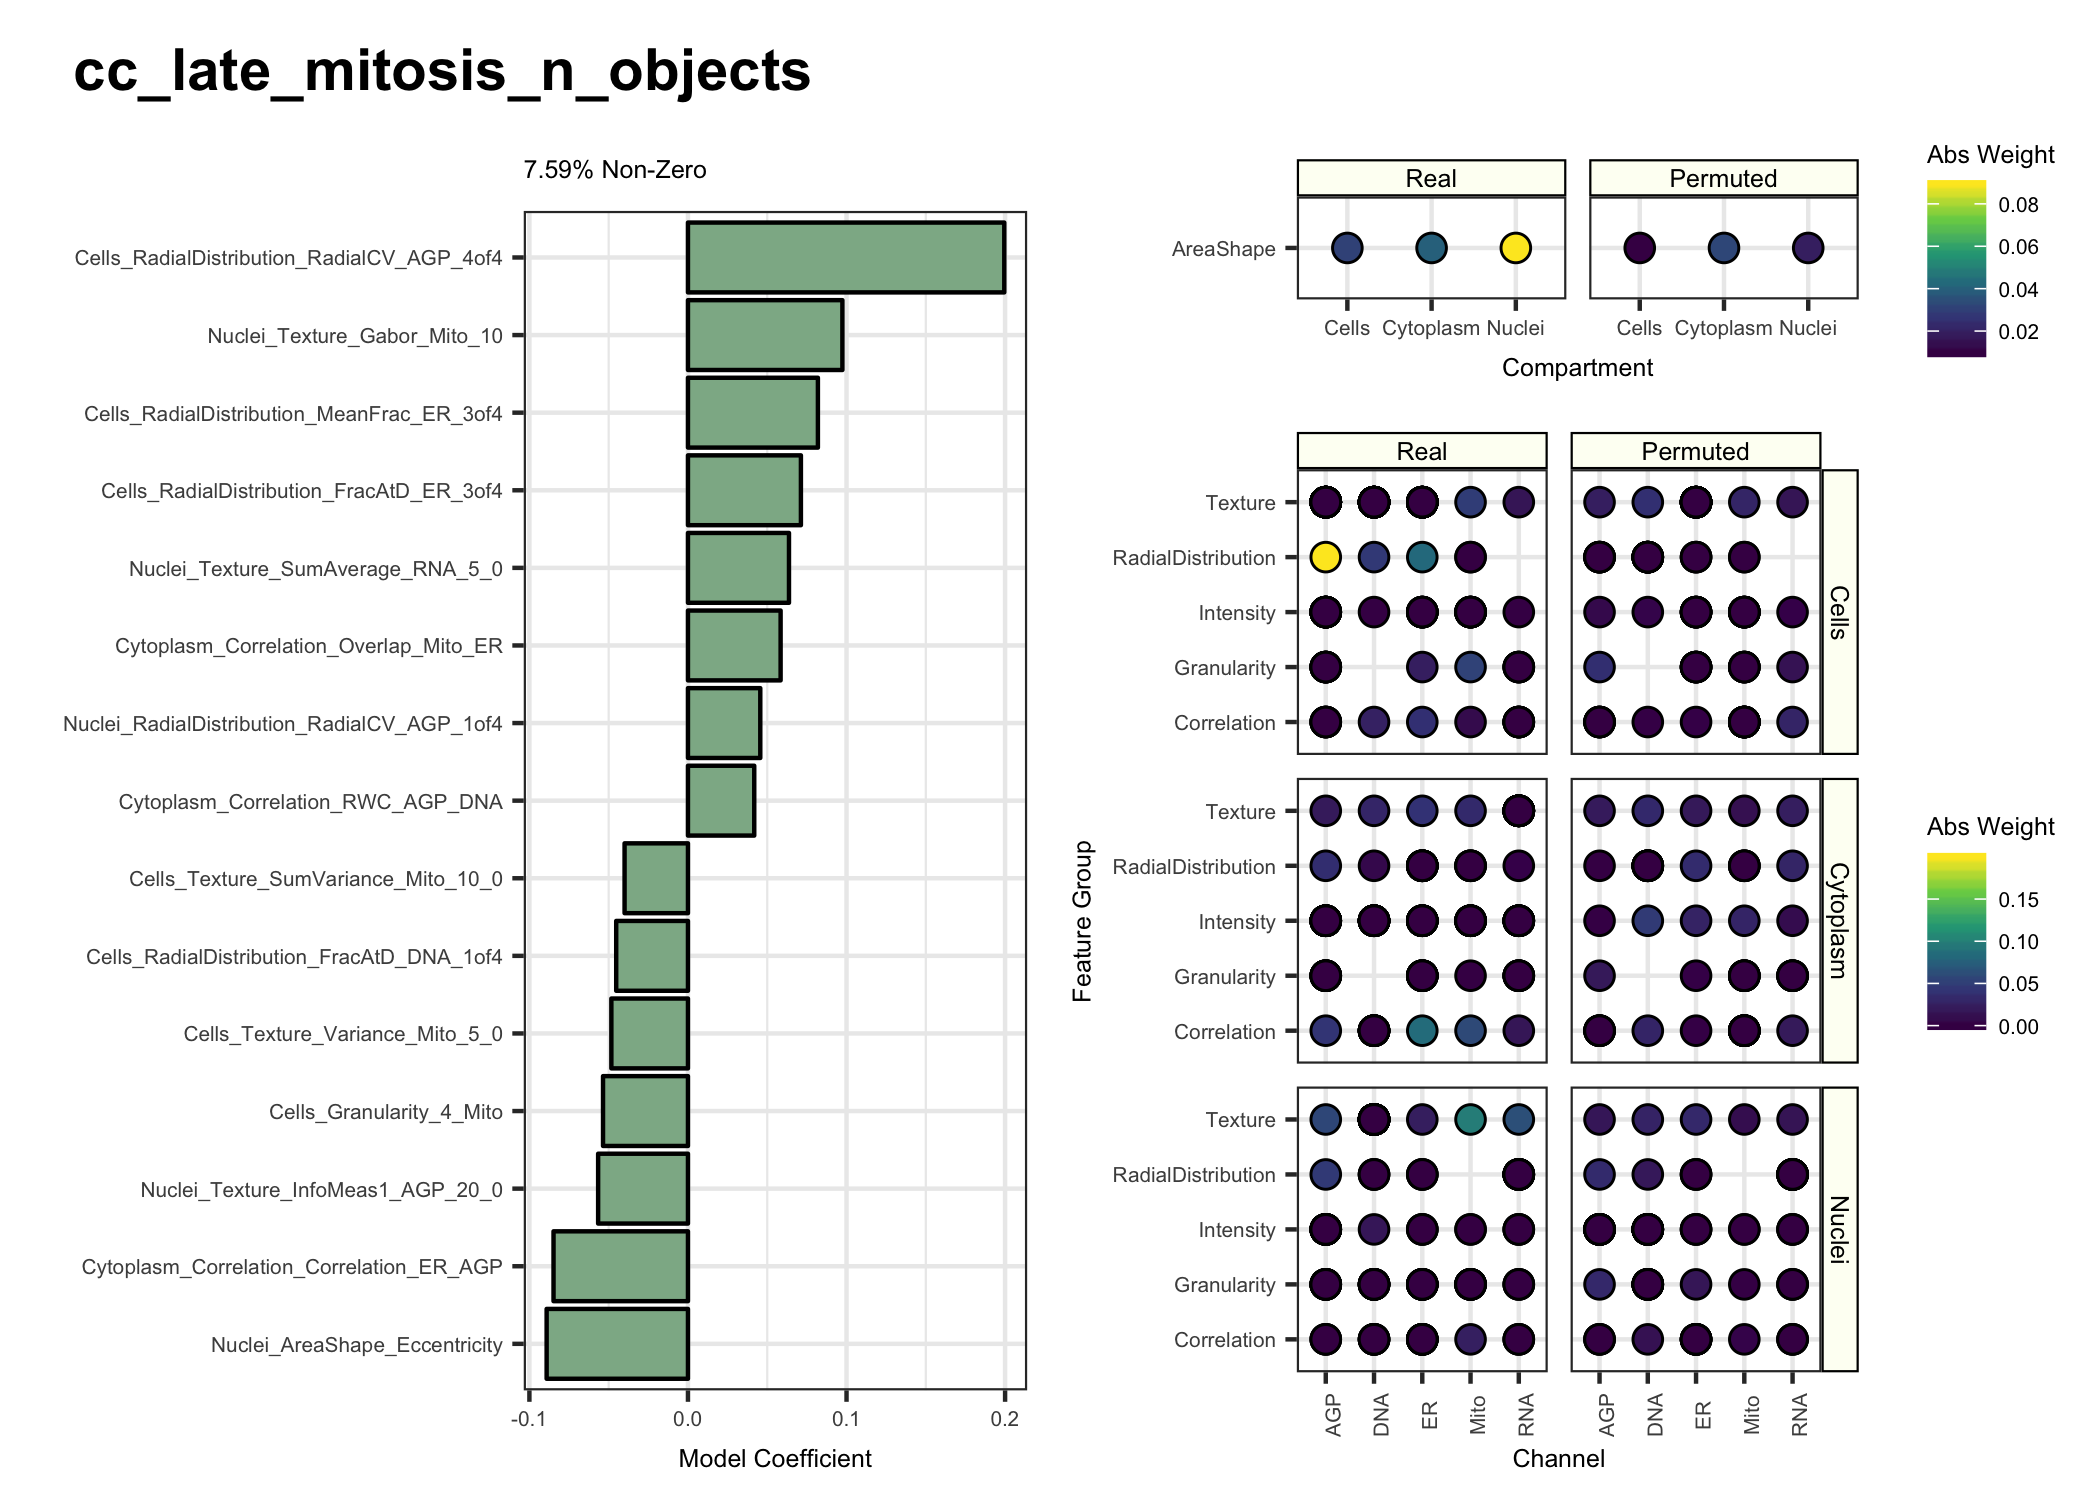 cc_late_mitosis_n_objects
7.59% Non-Zero
Cells_RadialDistribution_RadialCV_AGP_4of4
Nuclei_Texture_Gabor_Mito_10
Cells_RadialDistribution_MeanFrac_ER_3of4
Cells_RadialDistribution_FracAtD_ER_3of4
Nuclei_Texture_SumAverage_RNA_5_0
Cytoplasm_Correlation_Overlap_Mito_ER
Nuclei_RadialDistribution_RadialCV_AGP_1of4
Cytoplasm_Correlation_RWC_AGP_DNA
Cells_Texture_SumVariance_Mito_10_0
Cells_RadialDistribution_FracAtD_DNA_1of4
Cells_Texture_Variance_Mito_5_0
Cells_Granularity_4_Mito
Nuclei_Texture_InfoMeas1_AGP_20_0
Cytoplasm_Correlation_Correlation_ER_AGP
Nuclei_AreaShape_Eccentricity
-0.1 0.0 0.1 0.2
Model Coefficient
Real Permuted
AreaShape
Cells Cytoplasm Nuclei Cells Cytoplasm Nuclei
Compartment
Abs Weight
0.08
0.06
0.04
0.02
Real Permuted
Feature Group
Texture
RadialDistribution
Intensity
Granularity
Correlation
Cells
Texture
RadialDistribution
Intensity
Granularity
Correlation
Cytoplasm
Texture
RadialDistribution
Intensity
Granularity
Correlation
Nuclei
AGP DNA ER Mito RNA AGP DNA ER Mito RNA
Channel
Abs Weight
0.15
0.10
0.05
0.00